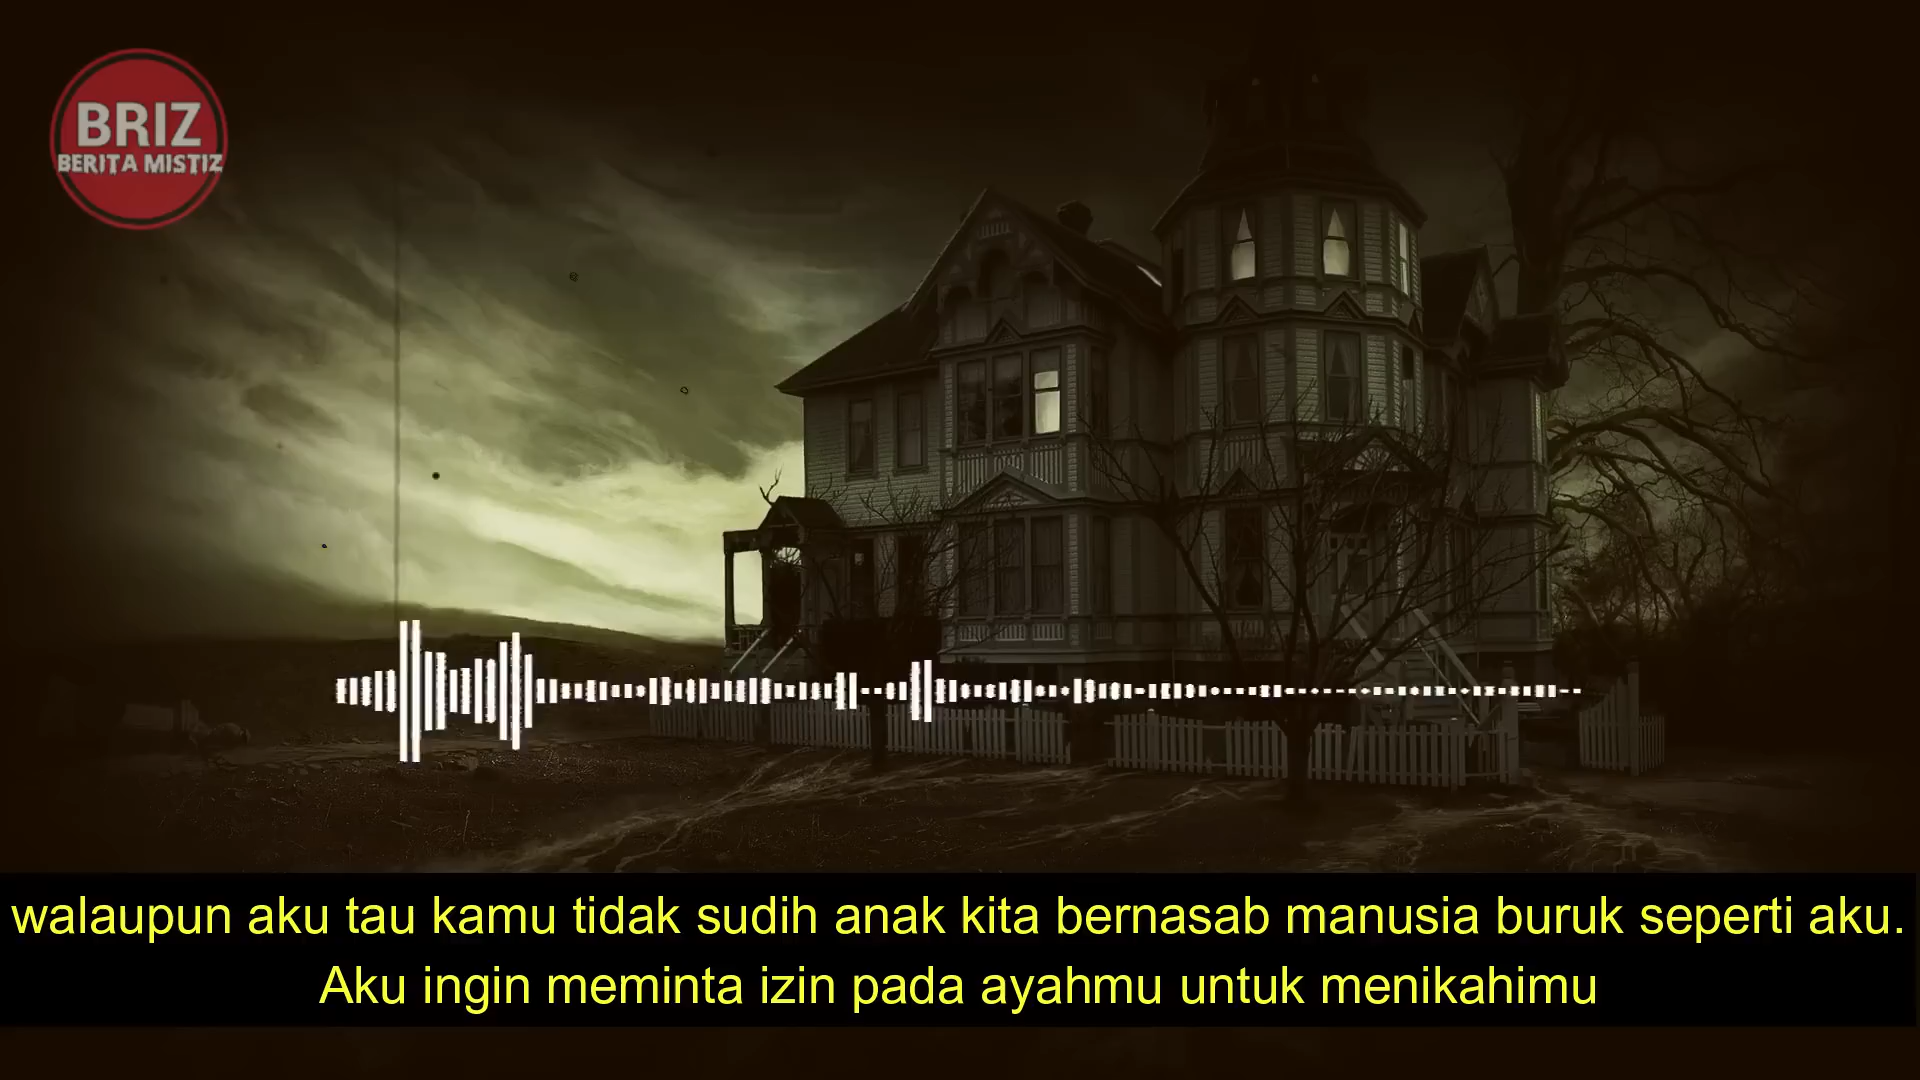 BRIZ
BERITA MISTIZ
walaupun aku tau kamu tidak sudih anak kita bernasab manusia buruk seperti aku.
Aku ingin meminta izin pada ayahmu untuk menikahimu